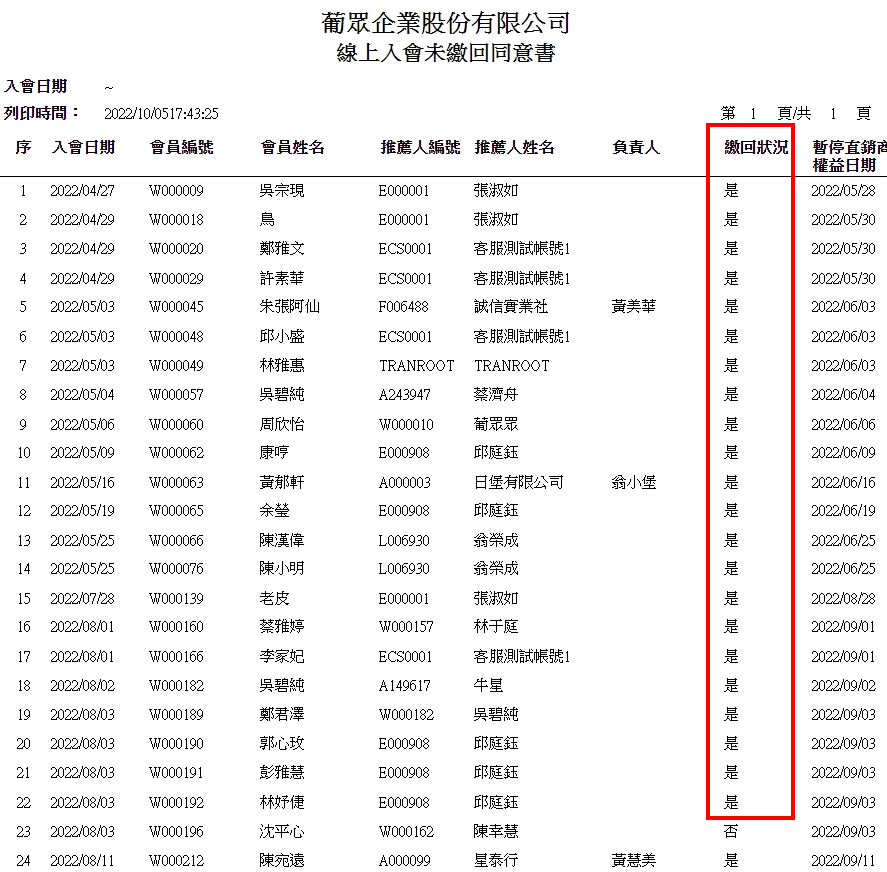 葡眾企業股份有限公司
線上入會未繳回同意書
入會日期 ~
列印時間： 2022/10/0517:43:25 第 1 頁/共 1 頁
序 入會日期 會員編號 會員姓名 推薦人編號 推薦人姓名 負責人 繳回狀況 暫停直銷商
權益日期
1 2022/04/27 W000009 吳宗現 E000001 張淑如 是 2022/05/28
2 2022/04/29 W000018 鳥 E000001 張淑如 是 2022/05/30
3 2022/04/29 W000020 鄭雅文 ECS0001 客服測試帳號1 是 2022/05/30
4 2022/04/29 W000029 許素華 ECS0001 客服測試帳號1 是 2022/05/30
5 2022/05/03 W000045 朱張阿仙 F006488 誠信實業社 黃美華 是 2022/06/03
6 2022/05/03 W000048 邱小盛 ECS0001 客服測試帳號1 是 2022/06/03
7 2022/05/03 W000049 林雅惠 TRANROOT TRANROOT 是 2022/06/03
8 2022/05/04 W000057 吳碧純 A243947 蔡濟舟 是 2022/06/04
9 2022/05/06 W000060 周欣怡 W000010 葡眾眾 是 2022/06/06
10 2022/05/09 W000062 康哼 E000908 邱庭鈺 是 2022/06/09
11 2022/05/16 W000063 黃郁軒 A000003 日堡有限公司 翁小堡 是 2022/06/16
12 2022/05/19 W000065 余瑩 E000908 邱庭鈺 是 2022/06/19
13 2022/05/25 W000066 陳漢偉 L006930 翁榮成 是 2022/06/25
14 2022/05/25 W000076 陳小明 L006930 翁榮成 是 2022/06/25
15 2022/07/28 W000139 老皮 E000001 張淑如 是 2022/08/28
16 2022/08/01 W000160 蔡雅婷 W000157 林于庭 是 2022/09/01
17 2022/08/01 W000166 李家妃 ECS0001 客服測試帳號1 是 2022/09/01
18 2022/08/02 W000182 吳碧純 A149617 牛星 是 2022/09/02
19 2022/08/03 W000189 鄭君澤 W000182 吳碧純 是 2022/09/03
20 2022/08/03 W000190 郭心玫 E000908 邱庭鈺 是 2022/09/03
21 2022/08/03 W000191 彭雅慧 E000908 邱庭鈺 是 2022/09/03
22 2022/08/03 W000192 林妤倢 E000908 邱庭鈺 是 2022/09/03
23 2022/08/03 W000196 沈平心 W000162 陳幸慧 否 2022/09/03
24 2022/08/11 W000212 陳宛遠 A000099 星泰行 黃慧美 是 2022/09/11